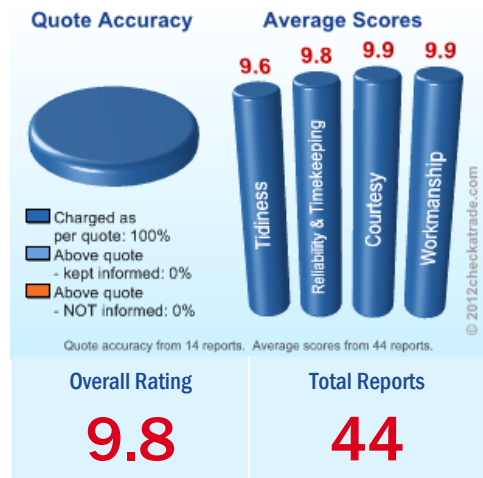 Quote Accuracy
Charged as
per quote: 100%
Above quote
- kept informed: 0%
Above quote
- NOT informed: 0%
Average Scores
9.6
9.8
9.9
9.9
Tidiness
Reliability & Timekeeping
Courtesy
Workmanship
© 2012checkatrade.com
Quote accuracy from 14 reports. Average scores from 44 reports.
Overall Rating
9.8
Total Reports
44